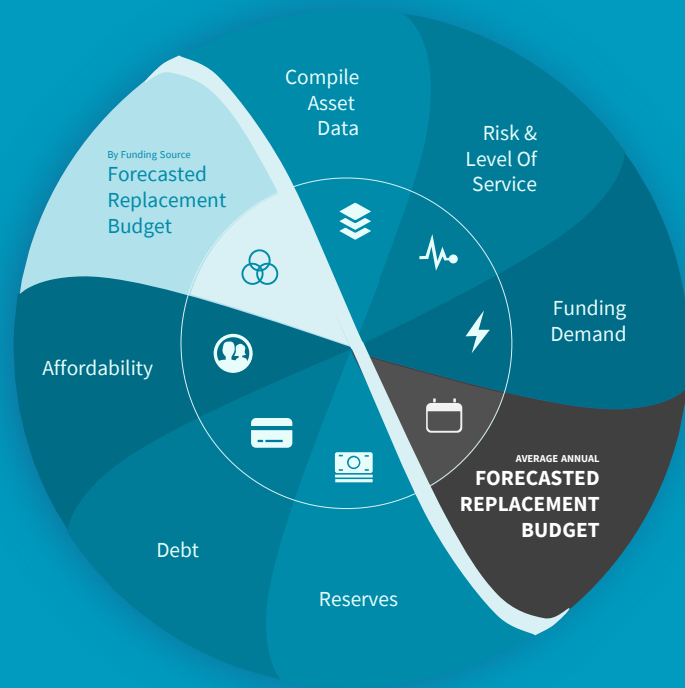 Compile
Asset
Data
Risk &
Level Of
Service
Funding
Demand
AVERAGE ANNUAL
FORECASTED
REPLACEMENT
BUDGET
Reserves
Debt
Affordability
By Funding Source
Forecasted
Replacement
Budget